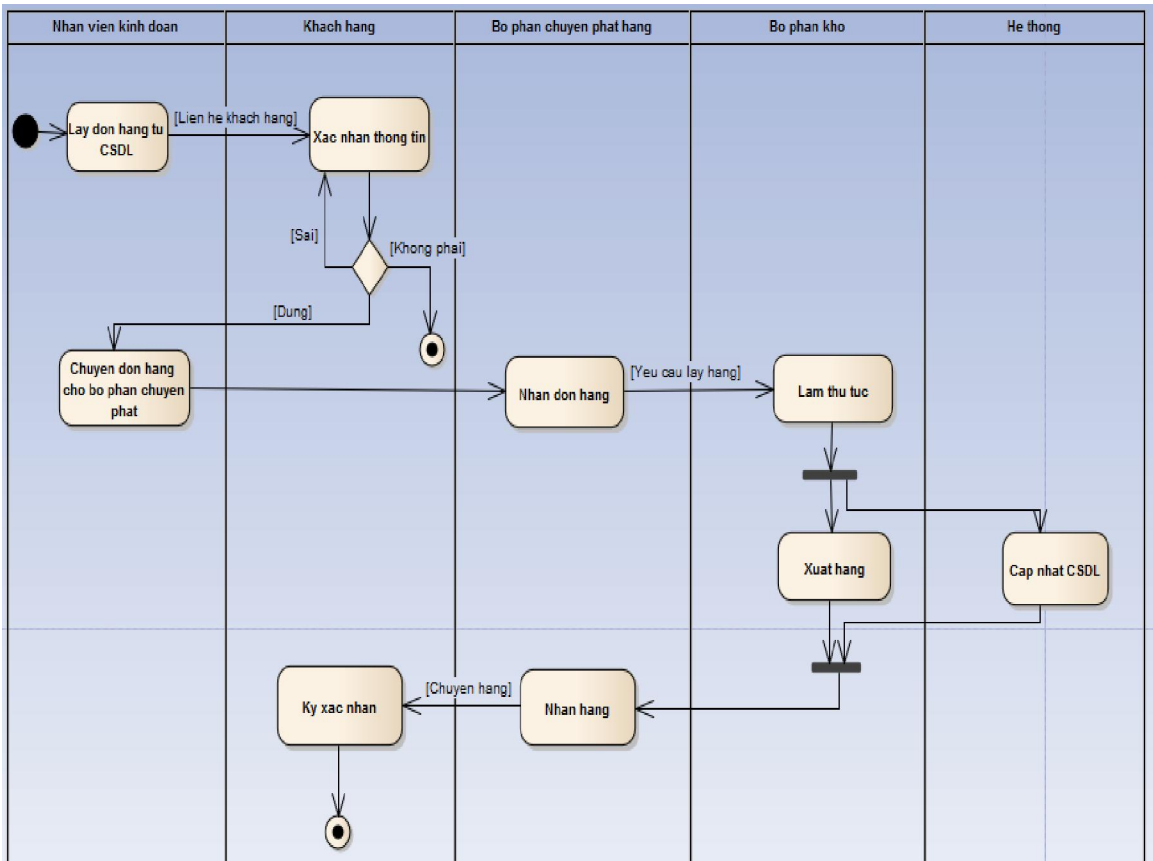 Nhan vien kinh doan
Khach hang
Bo phan chuyen phat hang
Bo phan kho
He thong
Lay don hang tu
CSDL
[Lien he khach hang]
Xac nhan thong tin
[Sai]
[Khong phai]
[Dung]
Chuyen don hang
cho bo phan chuyen
phat
Nhan don hang
[Yeu cau lay hang]
Lam thu tuc
Xuat hang
Cap nhat CSDL
Ky xac nhan
[Chuyen hang]
Nhan hang